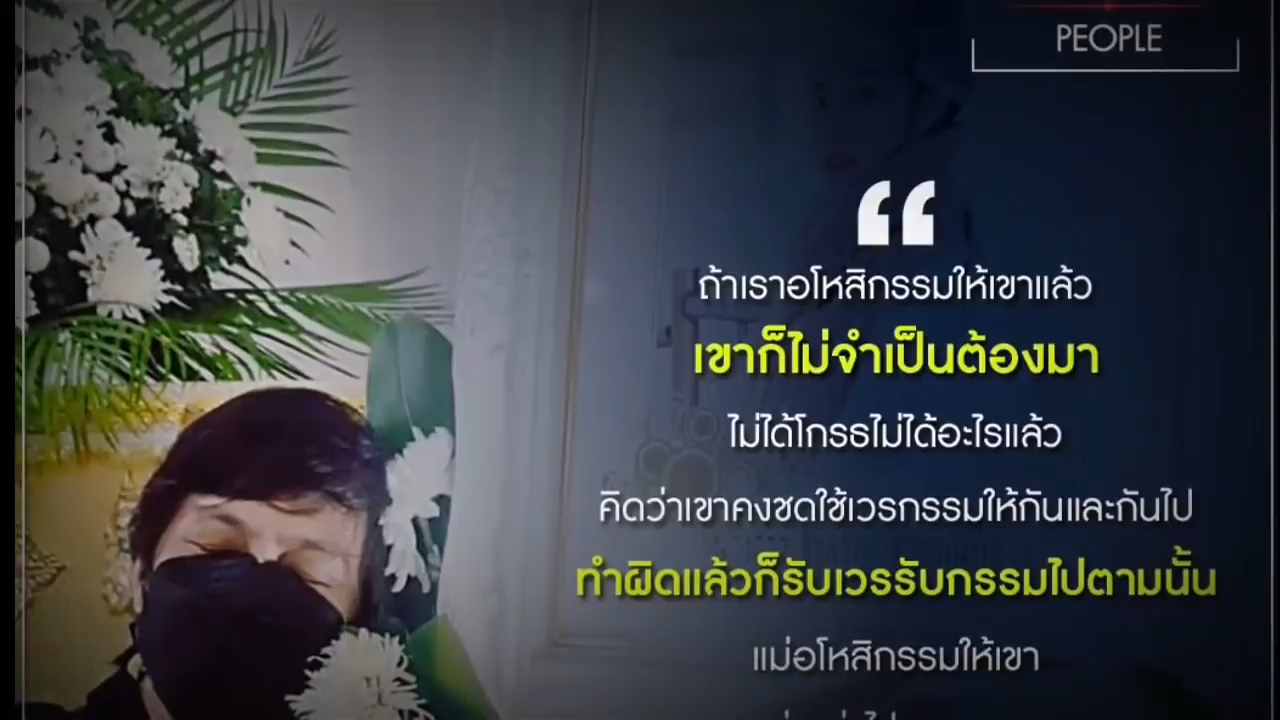 PEOPLE
“
ถ้าเราอโหสิกรรมให้เขาแล้ว
เขาก็ไม่จำเป็นต้องมา
ไม่ได้โกรธไม่ได้อะไรแล้ว
คิดว่าเขาคงชดใช้เวรกรรมให้กันและกันไป
ทำผิดแล้วก็รับเวรรับกรรมไปตามนั้น
แม่อโหสิกรรมให้เขา